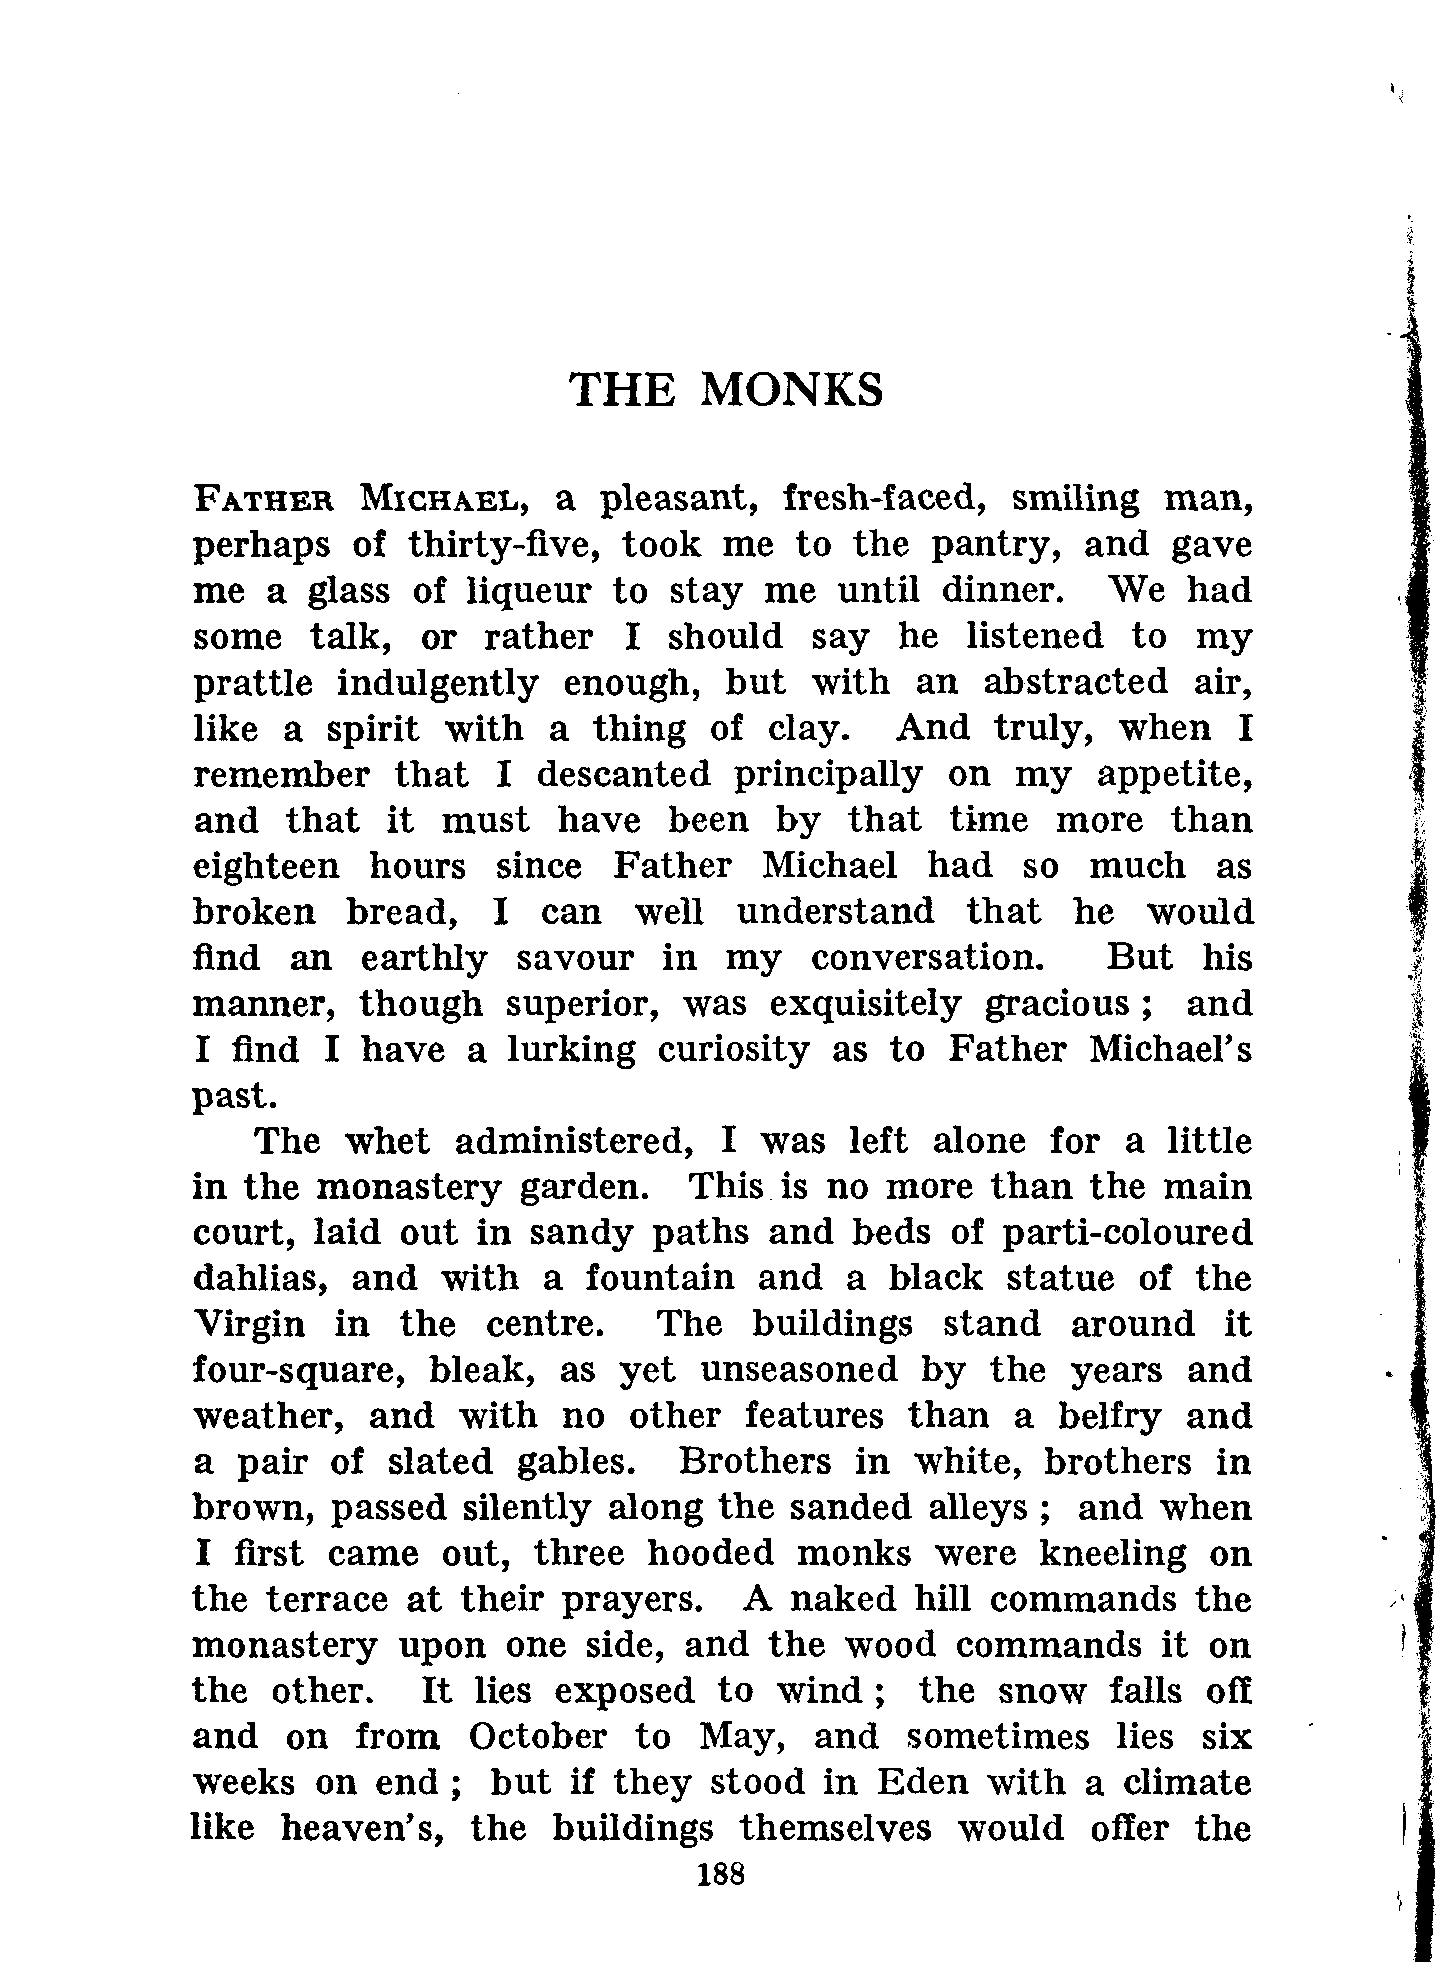 THE MONKS
FATHER MICHAEL, a pleasant, fresh-faced, smiling man,
perhaps of thirty-five, took me to the pantry, and gave
me a glass of liqueur to stay me until dinner. We had
some talk, or rather I should say he listened to my
prattle indulgently enough, but with an abstracted air,
like a spirit with a thing of clay. And truly, when I
remember that I descanted principally on my appetite,
and that it must have been by that time more than
eighteen hours since Father Michael had so much as
broken bread, I can well understand that he would
find an earthly savour in my conversation. But his
manner, though superior, was exquisitely gracious ; and
I find I have a lurking curiosity as to Father Michael's
past.
The whet administered, I was left alone for a little
in the monastery garden. This is no more than the main
court, laid out in sandy paths and beds of parti-coloured
dahlias, and with a fountain and a black statue of the
Virgin in the centre. The buildings stand around it
four-square, bleak, as yet unseasoned by the years and
weather, and with no other features than a belfry and
a pair of slated gables. Brothers in white, brothers in
brown, passed silently along the sanded alleys ; and when
I first came out, three hooded monks were kneeling on
the terrace at their prayers. A naked hill commands the
monastery upon one side, and the wood commands it on
the other. It lies exposed to wind ; the snow falls off
and on from October to May, and sometimes lies six
weeks on end ; but if they stood in Eden with a climate
like heaven's, the buildings themselves would offer the
188